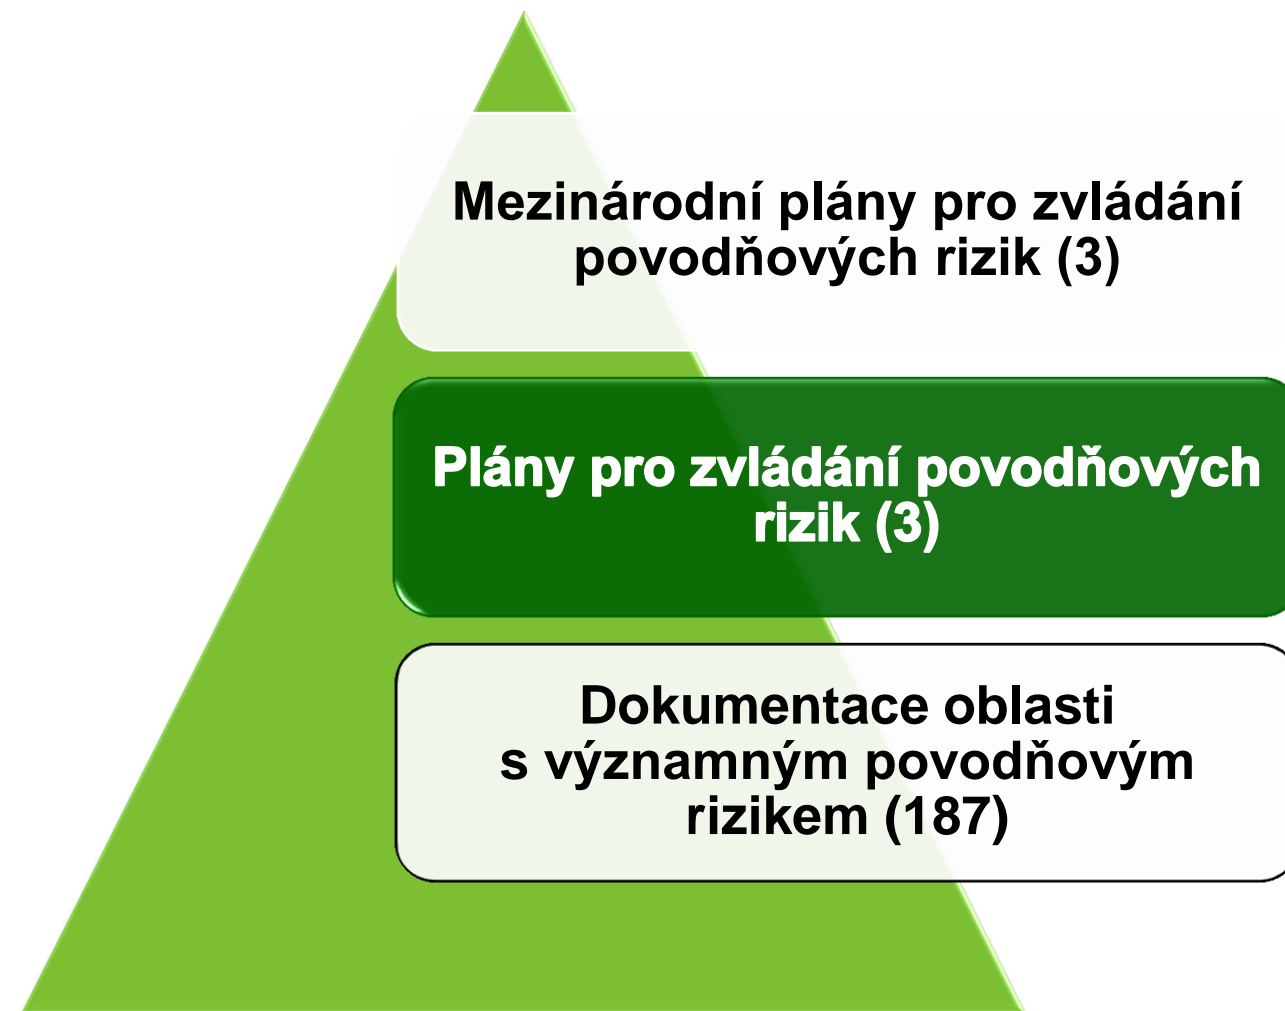 Mezinárodní plány pro zvládání
povodňových rizik (3)
Plány pro zvládání povodňových
rizik (3)
Dokumentace oblasti
s významným povodňovým
rizikem (187)